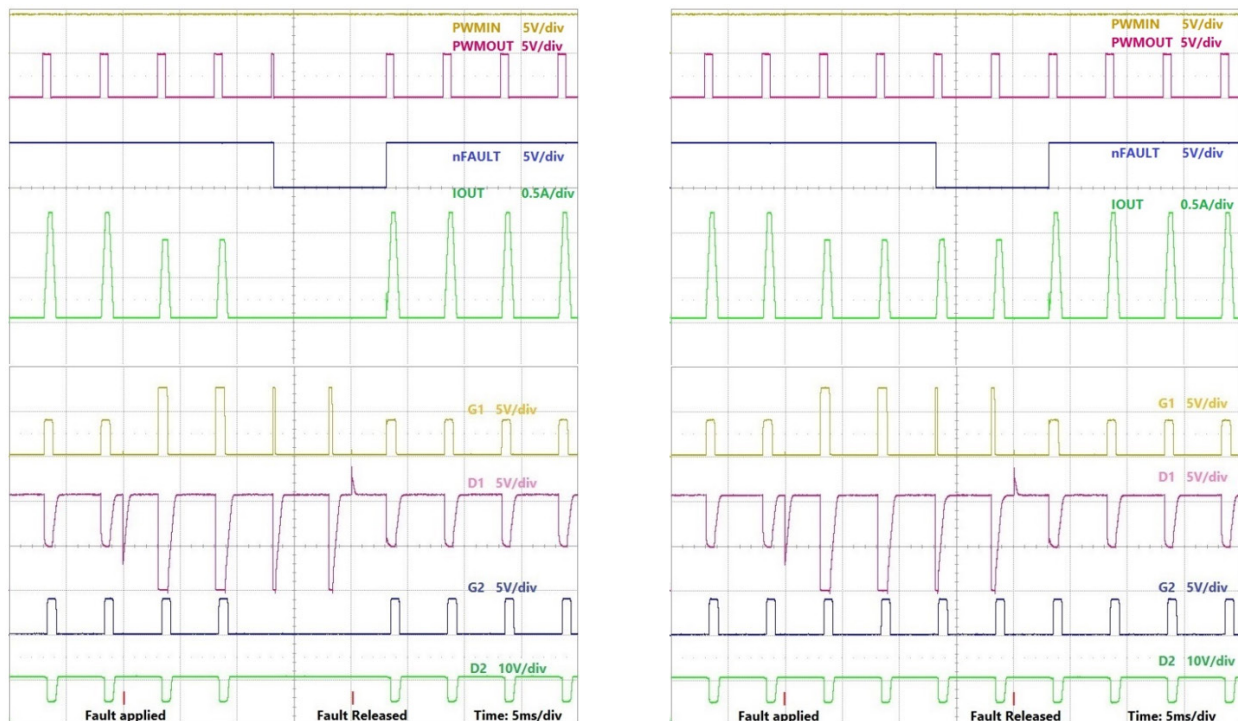 PWMIN 5V/div
PWMOUT 5V/div
nFAULT 5V/div
IOUT 0.5A/div
G1 5V/div
D1 5V/div
G2 5V/div
D2 10V/div
Fault applied Fault Released Time: 5ms/div
PWMIN 5V/div
PWMOUT 5V/div
nFAULT 5V/div
IOUT 0.5A/div
G1 5V/div
D1 5V/div
G2 5V/div
D2 10V/div
Fault applied Fault Released Time: 5ms/div